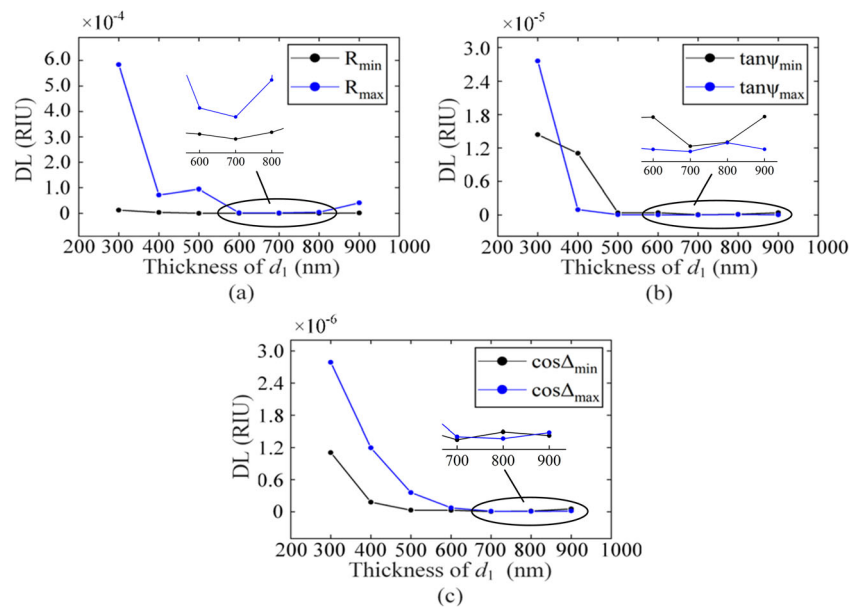 ×10⁻⁴
DL (RIU)
6.0
5.0
4.0
3.0
2.0
1.0
0
R_min
R_max
600 700 800
200 300 400 500 600 700 800 900 1000
Thickness of d₁ (nm)
(a)
×10⁻⁵
DL (RIU)
3.0
2.4
1.8
1.2
0.6
0
tanψ_min
tanψ_max
600 700 800 900
200 300 400 500 600 700 800 900 1000
Thickness of d₁ (nm)
(b)
×10⁻⁶
DL (RIU)
3.0
2.4
1.8
1.2
0.6
0
cosΔ_min
cosΔ_max
700 800 900
200 300 400 500 600 700 800 900 1000
Thickness of d₁ (nm)
(c)